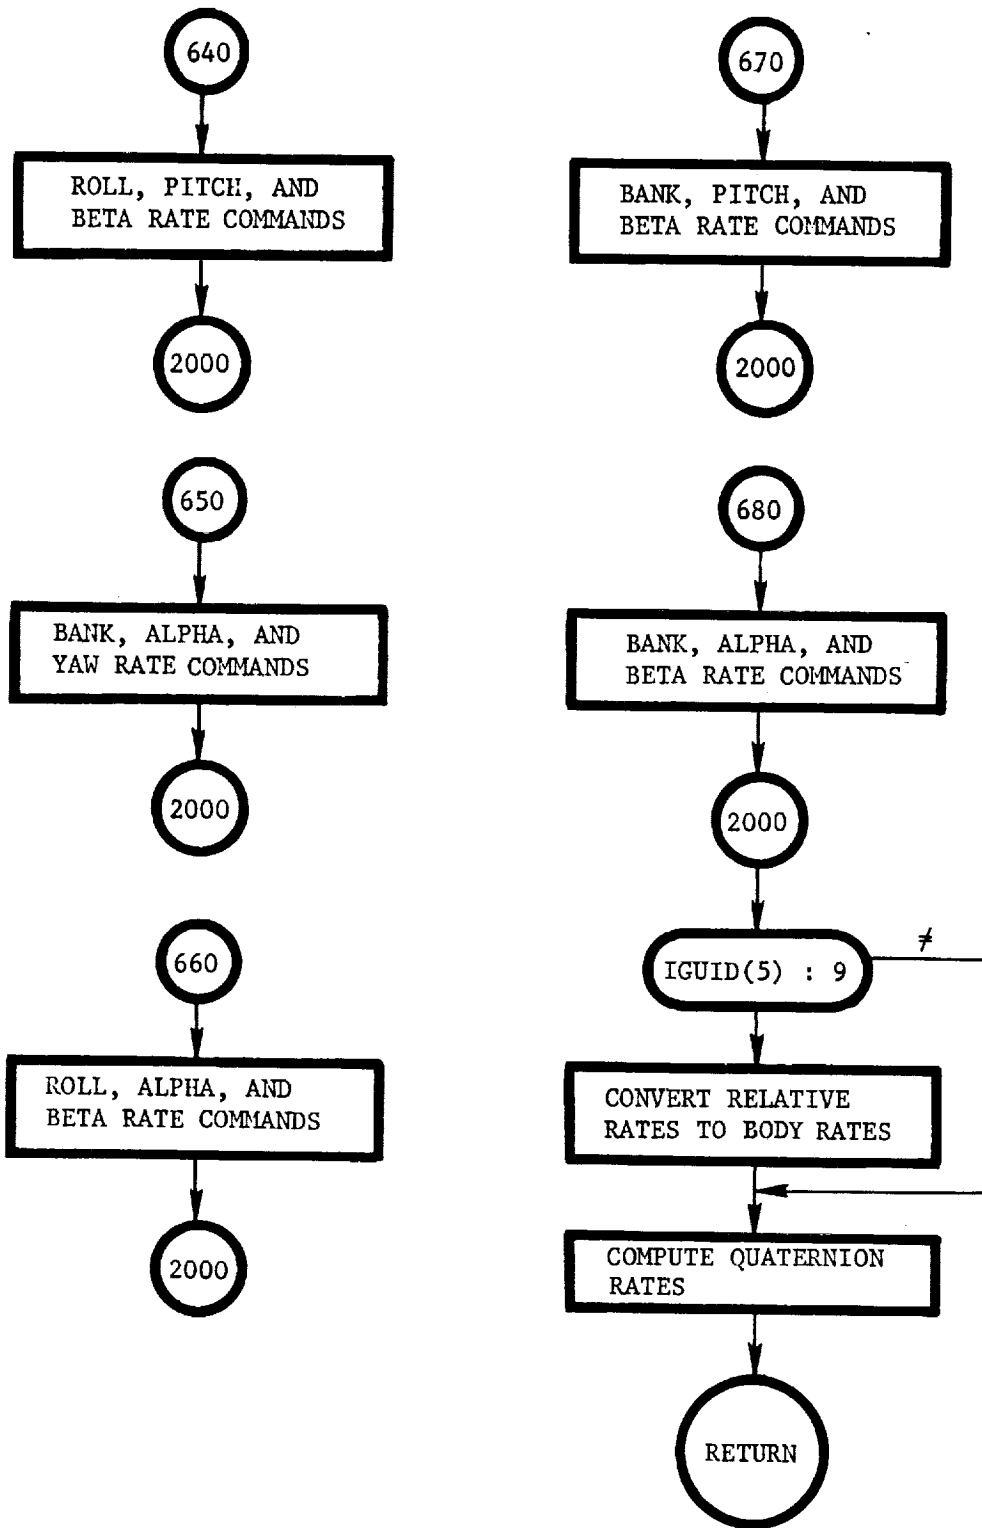 640
ROLL, PITCH, AND
BETA RATE COMMANDS
2000
650
BANK, ALPHA, AND
YAW RATE COMMANDS
2000
660
ROLL, ALPHA, AND
BETA RATE COMMANDS
2000
670
BANK, PITCH, AND
BETA RATE COMMANDS
2000
680
BANK, ALPHA, AND
BETA RATE COMMANDS
2000
IGUID(5) : 9
≠
CONVERT RELATIVE
RATES TO BODY RATES
COMPUTE QUATERNION
RATES
RETURN